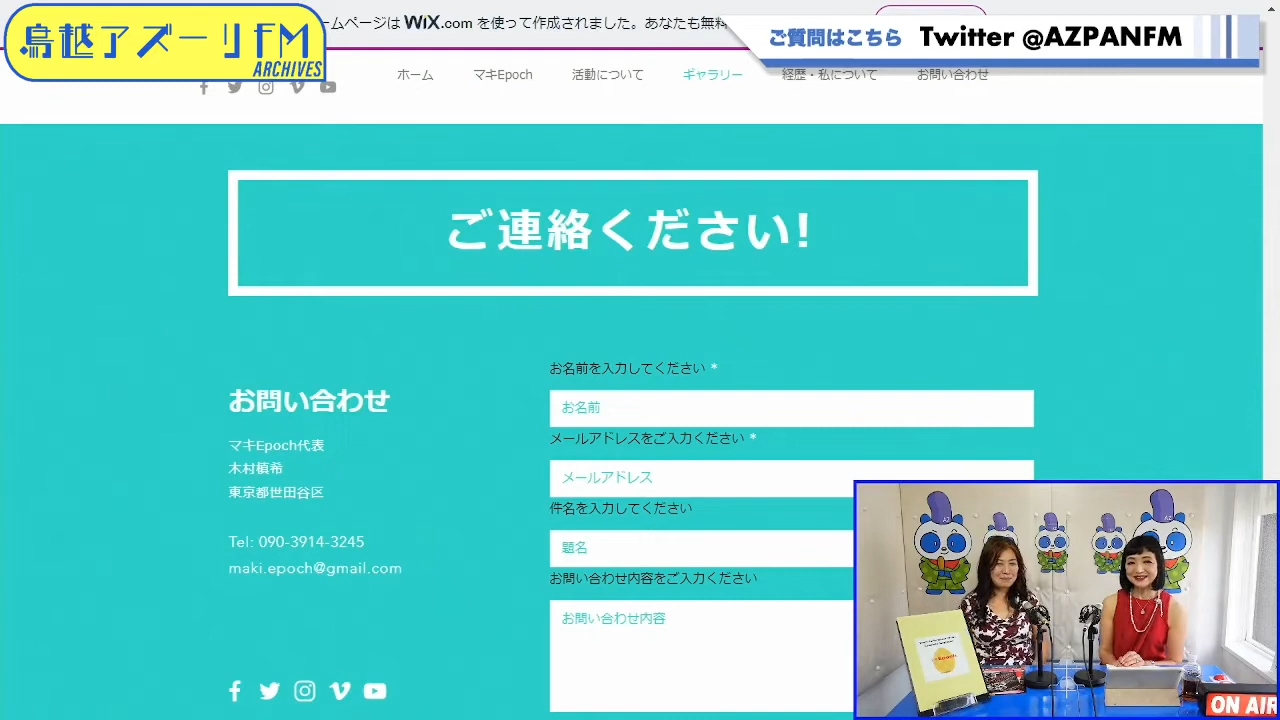 鳥越アズーリFM
ARCHIVES
ームページは WiX.com を使って作成されました。あなたも無料
ご質問はこちら Twitter @AZPANFM
ホーム マキEpoch 活動について ギャラリー 経歴・私について お問い合わせ
ご連絡ください!
お問い合わせ
マキEpoch代表
木村槙希
東京都世田谷区
Tel: 090-3914-3245
maki.epoch@gmail.com
お名前を入力してください *
お名前
メールアドレスをご入力ください *
メールアドレス
件名を入力してください
題名
お問い合わせ内容をご入力ください
お問い合わせ内容
AZ
AZ
ON AIR